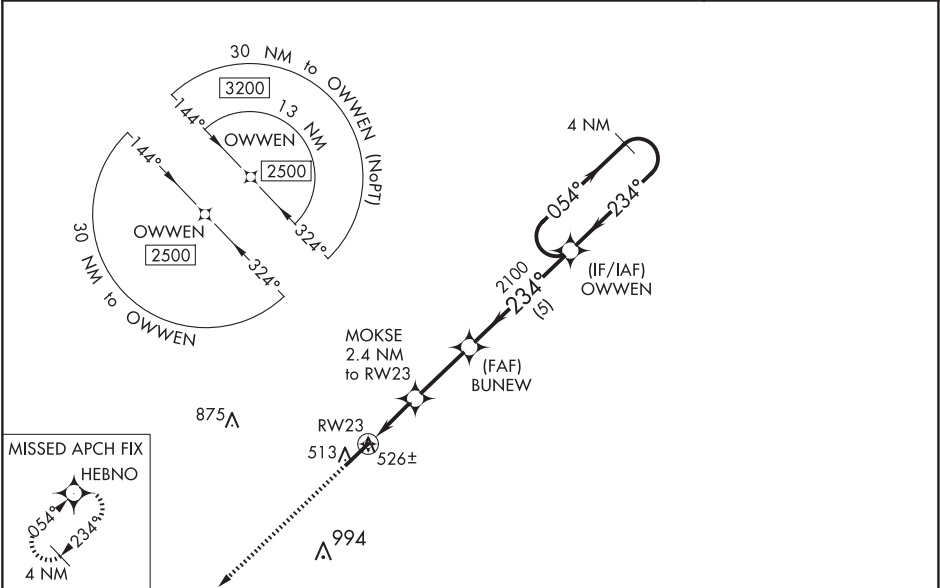 30 NM to OWWEN (NoPT)
3200
13 NM
144°
OWWEN
2500
324°
144°
OWWEN
2500
324°
30 NM to OWWEN
4 NM
054°
234°
(IF/IAF)
OWWEN
2100
234°
(5)
MOKSE
2.4 NM
to RW23
(FAF)
BUNEW
875
RW23
513
526±
994
MISSED APCH FIX
HEBNO
054°
234°
4 NM